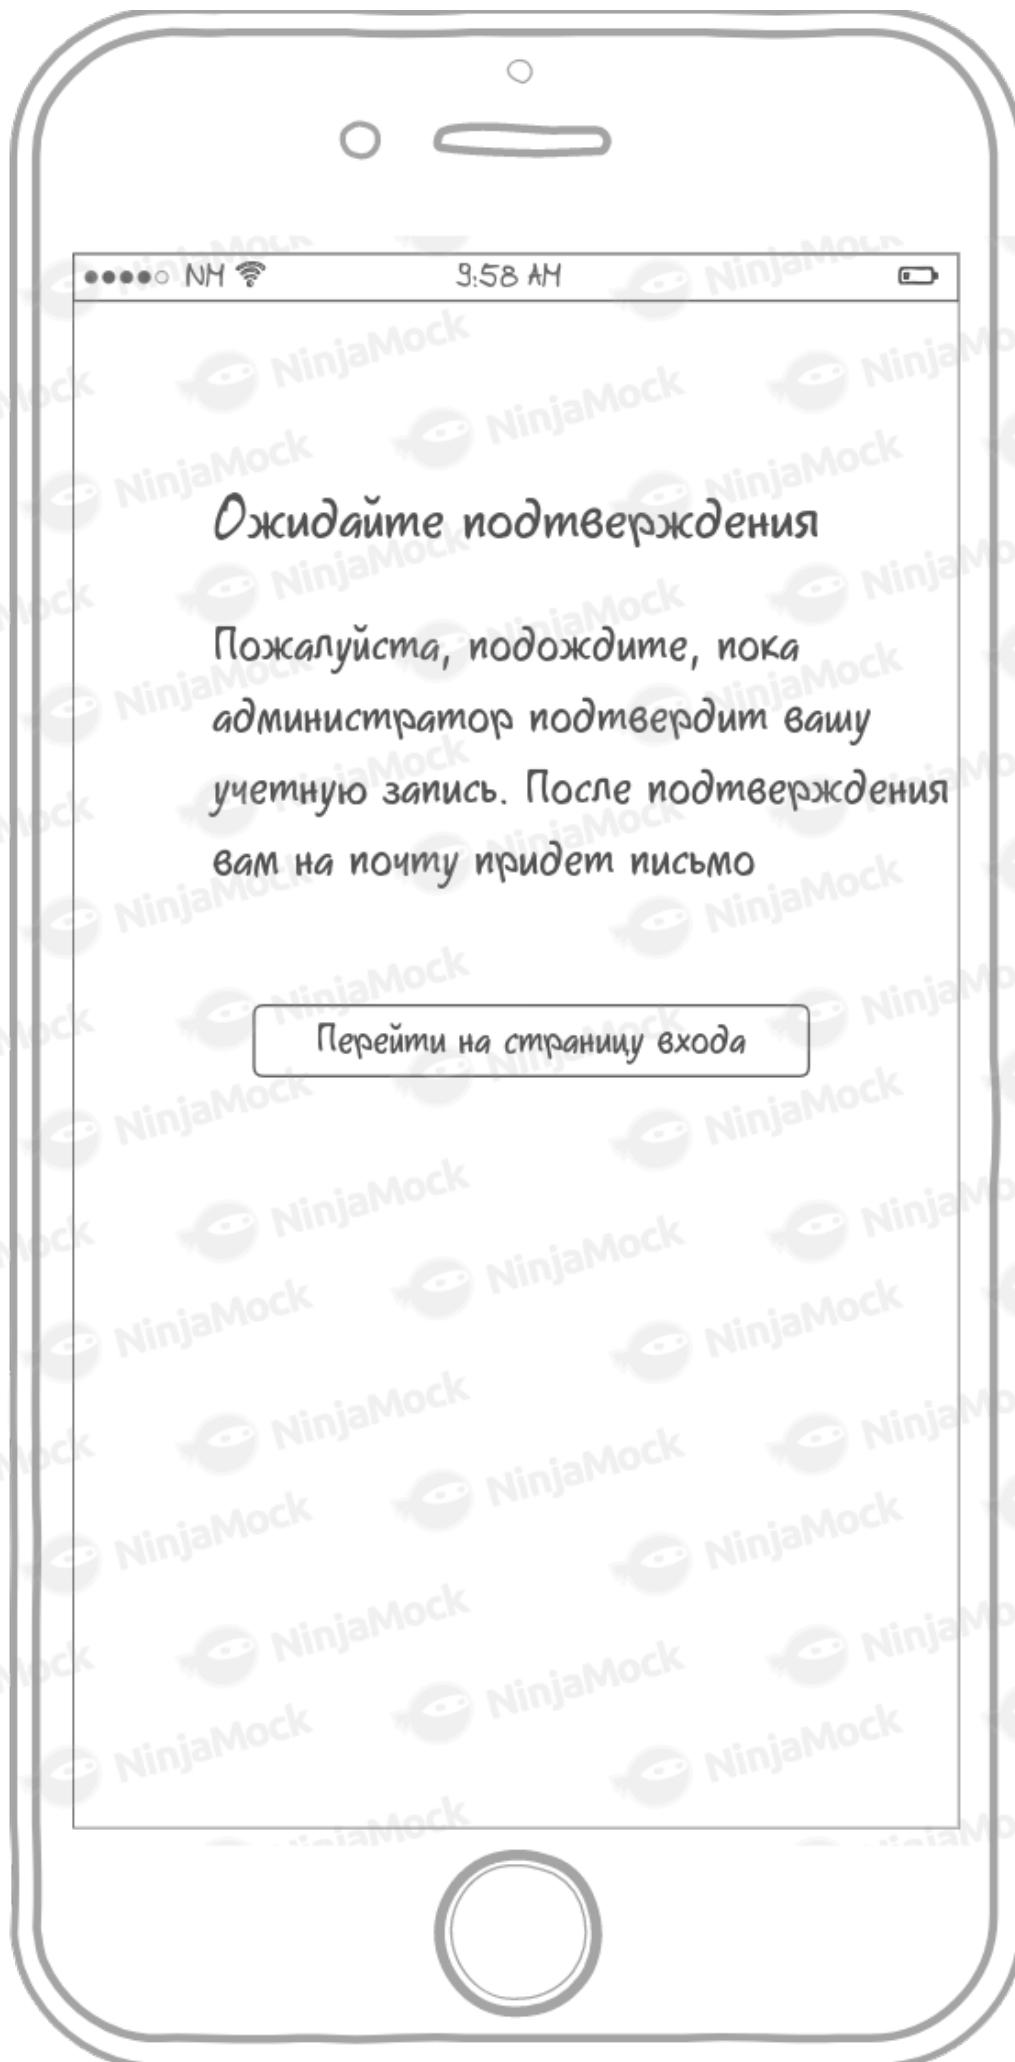 NM 9:58 AM
Ожидайте подтверждения
Пожалуйста, подождите, пока
администратор подтвердит вашу
учетную запись. После подтверждения
вам на почту придет письмо
Перейти на страницу входа
NinjaMock